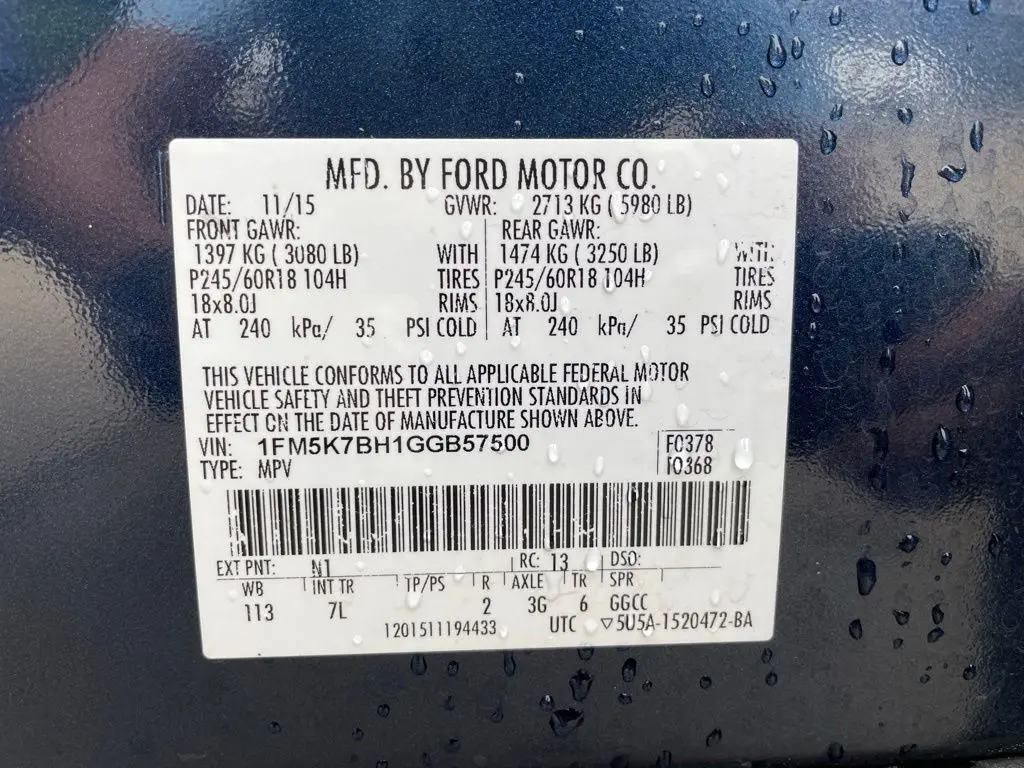 MFD. BY FORD MOTOR CO.
DATE: 11/15 GVWR: 2713 KG ( 5980 LB)
FRONT GAWR: REAR GAWR:
1397 KG ( 3080 LB) WITH 1474 KG ( 3250 LB) WITH
P245/60R18 104H TIRES P245/60R18 104H TIRES
18x8.0J RIMS 18x8.0J RIMS
AT 240 kPa/ 35 PSI COLD AT 240 kPa/ 35 PSI COLD
THIS VEHICLE CONFORMS TO ALL APPLICABLE FEDERAL MOTOR
VEHICLE SAFETY AND THEFT PREVENTION STANDARDS IN
EFFECT ON THE DATE OF MANUFACTURE SHOWN ABOVE.
VIN: 1FM5K7BH1GGB57500 F0378
TYPE: MPV T0368
EXT PNT: N1 RC: 13 DSO:
WB INT TR TP/PS R AXLE TR SPR
113 7L 2 3G 6 GGCC
1201511194433 UTC ▽5U5A-1520472-BA